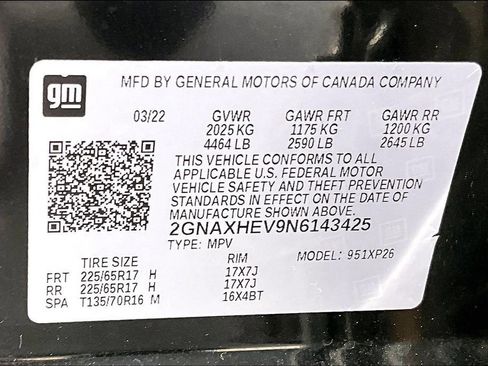 gm
MFD BY GENERAL MOTORS OF CANADA COMPANY
03/22 GVWR GAWR FRT GAWR RR
2025 KG 1175 KG 1200 KG
4464 LB 2590 LB 2645 LB
THIS VEHICLE CONFORMS TO ALL
APPLICABLE U.S. FEDERAL MOTOR
VEHICLE SAFETY AND THEFT PREVENTION
STANDARDS IN EFFECT ON THE DATE OF
MANUFACTURE SHOWN ABOVE.
2GNAXHEV9N6143425
TYPE: MPV MODEL: 951XP26
TIRE SIZE RIM
FRT 225/65R17 H 17X7J
RR 225/65R17 H 17X7J
SPA T135/70R16 M 16X4BT